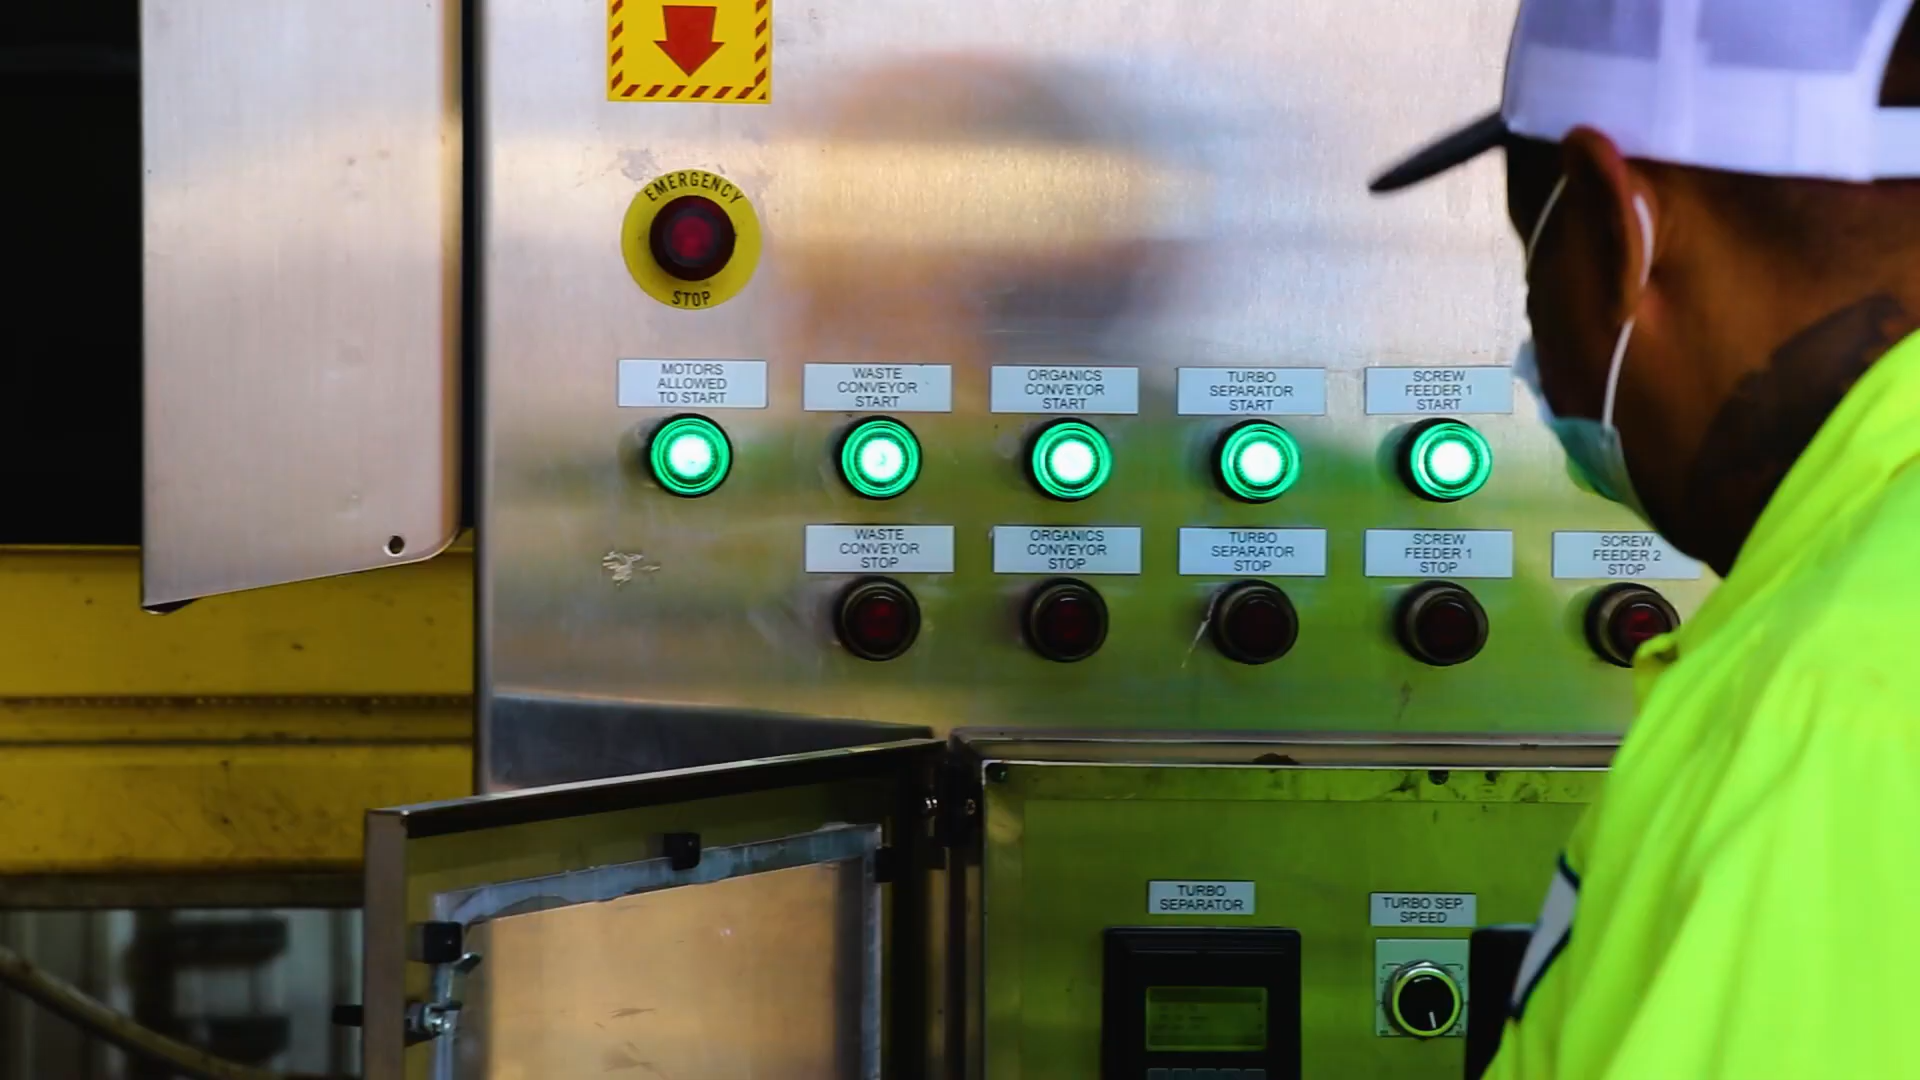 EMERGENCY
STOP
MOTORS
ALLOWED
TO START
WASTE
CONVEYOR
START
ORGANICS
CONVEYOR
START
TURBO
SEPARATOR
START
SCREW
FEEDER 1
START
WASTE
CONVEYOR
STOP
ORGANICS
CONVEYOR
STOP
TURBO
SEPARATOR
STOP
SCREW
FEEDER 1
STOP
SCREW
FEEDER 2
STOP
TURBO
SEPARATOR
TURBO SEP.
SPEED